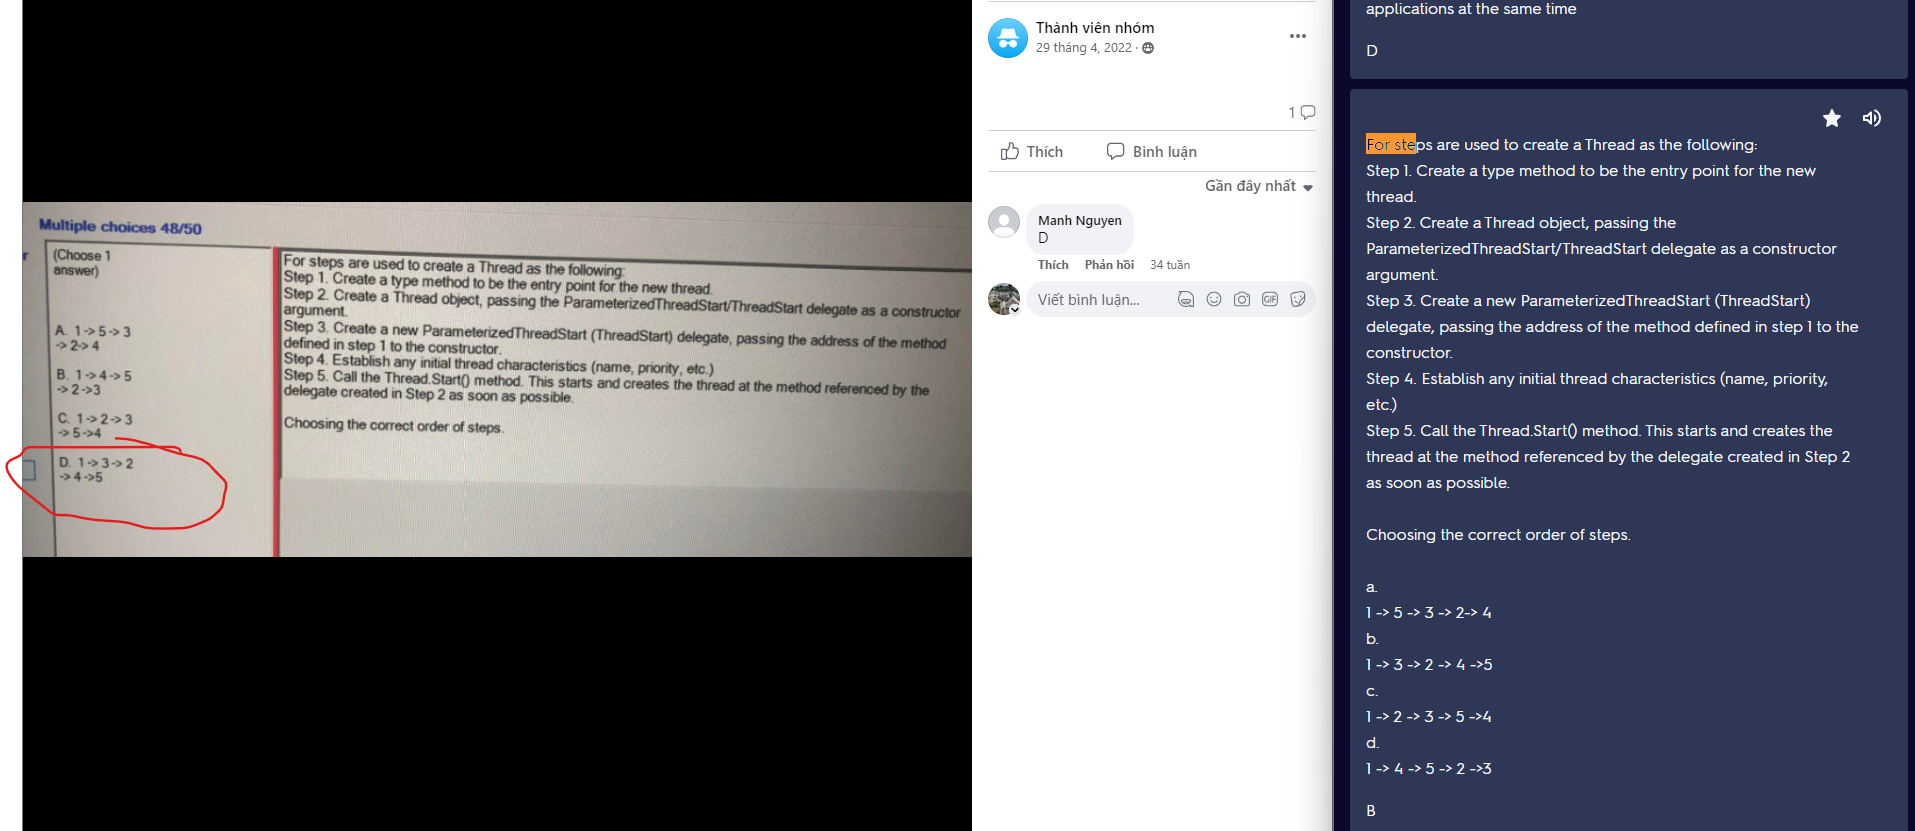 Multiple choices 48/50
(Choose 1
answer)
A. 1 -> 5 -> 3
-> 2-> 4
B. 1 -> 4 -> 5
-> 2 ->3
C. 1 -> 2 -> 3
-> 5 ->4
D. 1 -> 3 -> 2
-> 4 ->5
For steps are used to create a Thread as the following:
Step 1. Create a type method to be the entry point for the new thread.
Step 2. Create a Thread object, passing the ParameterizedThreadStart/ThreadStart delegate as a constructor
argument.
Step 3. Create a new ParameterizedThreadStart (ThreadStart) delegate, passing the address of the method
defined in step 1 to the constructor.
Step 4. Establish any initial thread characteristics (name, priority, etc.)
Step 5. Call the Thread.Start() method. This starts and creates the thread at the method referenced by the
delegate created in Step 2 as soon as possible.
Choosing the correct order of steps.
Thành viên nhóm
29 tháng 4, 2022 ·
1
Thích
Bình luận
Gần đây nhất
Manh Nguyen
D
Thích Phản hồi 34 tuần
Viết bình luận...
GIF
applications at the same time
D
For steps are used to create a Thread as the following:
Step 1. Create a type method to be the entry point for the new
thread.
Step 2. Create a Thread object, passing the
ParameterizedThreadStart/ThreadStart delegate as a constructor
argument.
Step 3. Create a new ParameterizedThreadStart (ThreadStart)
delegate, passing the address of the method defined in step 1 to the
constructor.
Step 4. Establish any initial thread characteristics (name, priority,
etc.)
Step 5. Call the Thread.Start() method. This starts and creates the
thread at the method referenced by the delegate created in Step 2
as soon as possible.
Choosing the correct order of steps.
a.
1 -> 5 -> 3 -> 2-> 4
b.
1 -> 3 -> 2 -> 4 ->5
c.
1 -> 2 -> 3 -> 5 ->4
d.
1 -> 4 -> 5 -> 2 ->3
B